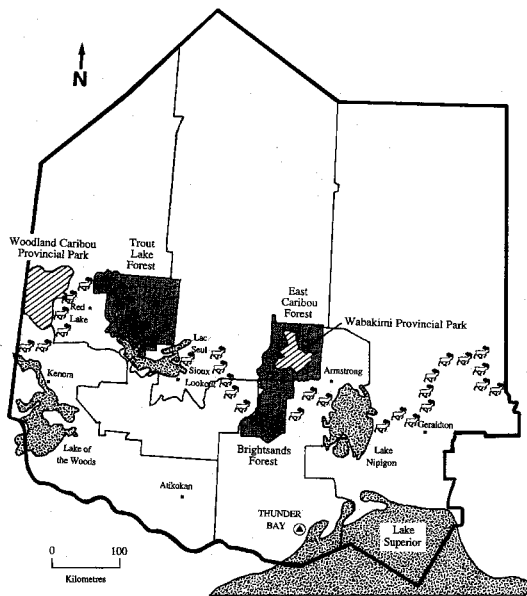 N
Woodland Caribou
Provincial Park
Trout
Lake
Forest
East
Caribou
Forest
Wabakimi Provincial Park
Red
Lake
Lac
Seul
Sioux
Lookout
Kenora
Armstrong
Geraldton
Lake of
the Woods
Brightsands
Forest
Lake
Nipigon
Atikokan
THUNDER
BAY
Lake
Superior
0 100
Kilometres